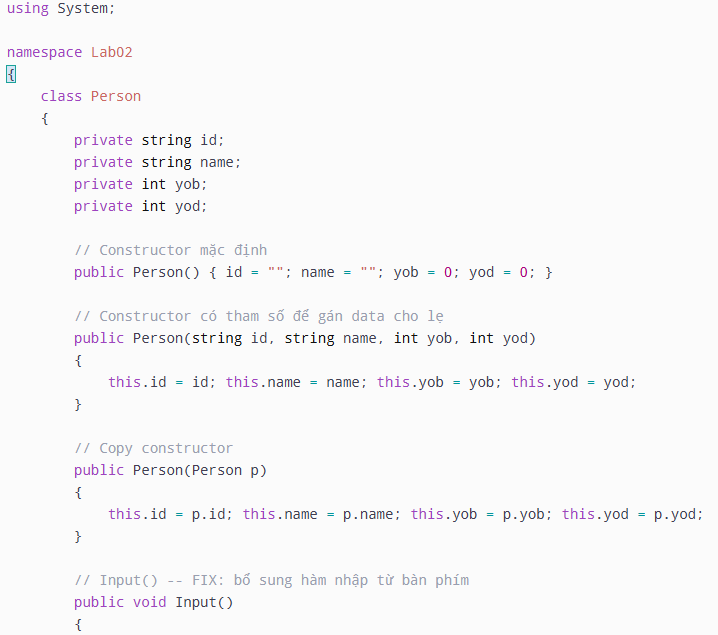 using System;

namespace Lab02
{
    class Person
    {
        private string id;
        private string name;
        private int yob;
        private int yod;

        // Constructor mặc định
        public Person() { id = ""; name = ""; yob = 0; yod = 0; }

        // Constructor có tham số để gán data cho lẹ
        public Person(string id, string name, int yob, int yod)
        {
            this.id = id; this.name = name; this.yob = yob; this.yod = yod;
        }

        // Copy constructor
        public Person(Person p)
        {
            this.id = p.id; this.name = p.name; this.yob = p.yob; this.yod = p.yod;
        }

        // Input() -- FIX: bổ sung hàm nhập từ bàn phím
        public void Input()
        {